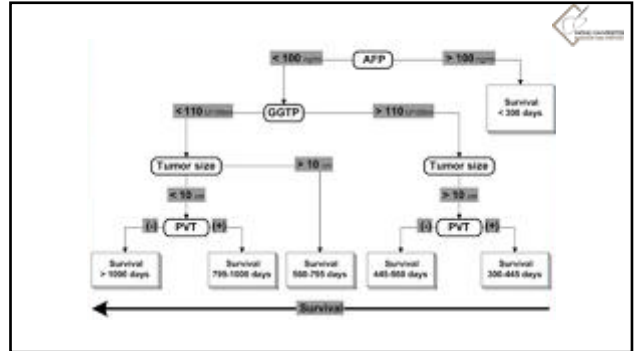 < 100
AFP
> 100
Survival
< 300 days
< 110
GGTP
> 110
Tumor size
> 10 cm
Tumor size
< 10 cm
> 10 cm
(-) PVT (+)
(-) PVT (+)
Survival
> 1000 days
Survival
795-1000 days
Survival
560-795 days
Survival
445-560 days
Survival
300-445 days
Survival